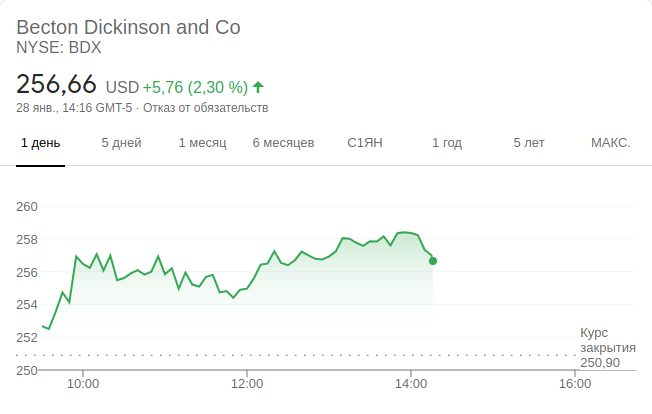 Becton Dickinson and Co
NYSE: BDX
256,66 USD +5,76 (2,30 %)
28 янв., 14:16 GMT-5 · Отказ от обязательств
1 день 5 дней 1 месяц 6 месяцев С1ЯН 1 год 5 лет МАКС.
260
258
256
254
252
Курс
закрытия
250,90
250
10:00 12:00 14:00 16:00